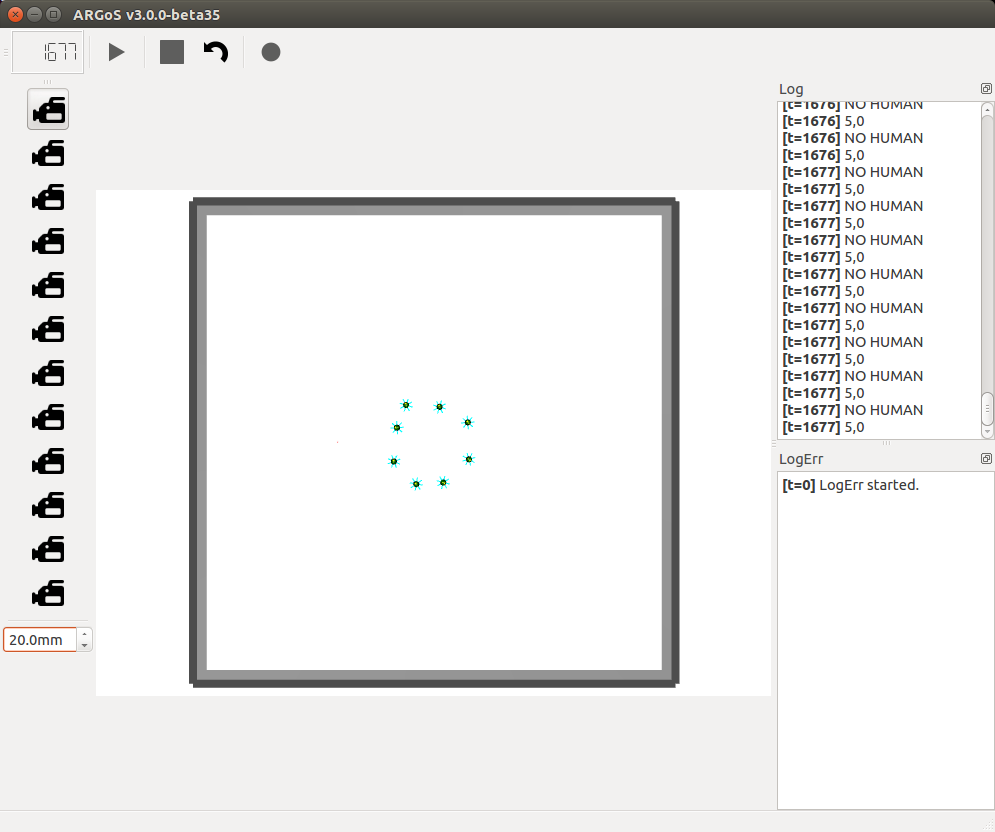 ARGoS v3.0.0-beta35
1677
Log
[t=1676] NO HUMAN
[t=1676] 5,0
[t=1676] NO HUMAN
[t=1676] 5,0
[t=1677] NO HUMAN
[t=1677] 5,0
[t=1677] NO HUMAN
[t=1677] 5,0
[t=1677] NO HUMAN
[t=1677] 5,0
[t=1677] NO HUMAN
[t=1677] 5,0
[t=1677] NO HUMAN
[t=1677] 5,0
[t=1677] NO HUMAN
[t=1677] 5,0
[t=1677] NO HUMAN
[t=1677] 5,0
[t=1677] NO HUMAN
[t=1677] 5,0
LogErr
[t=0] LogErr started.
20.0mm